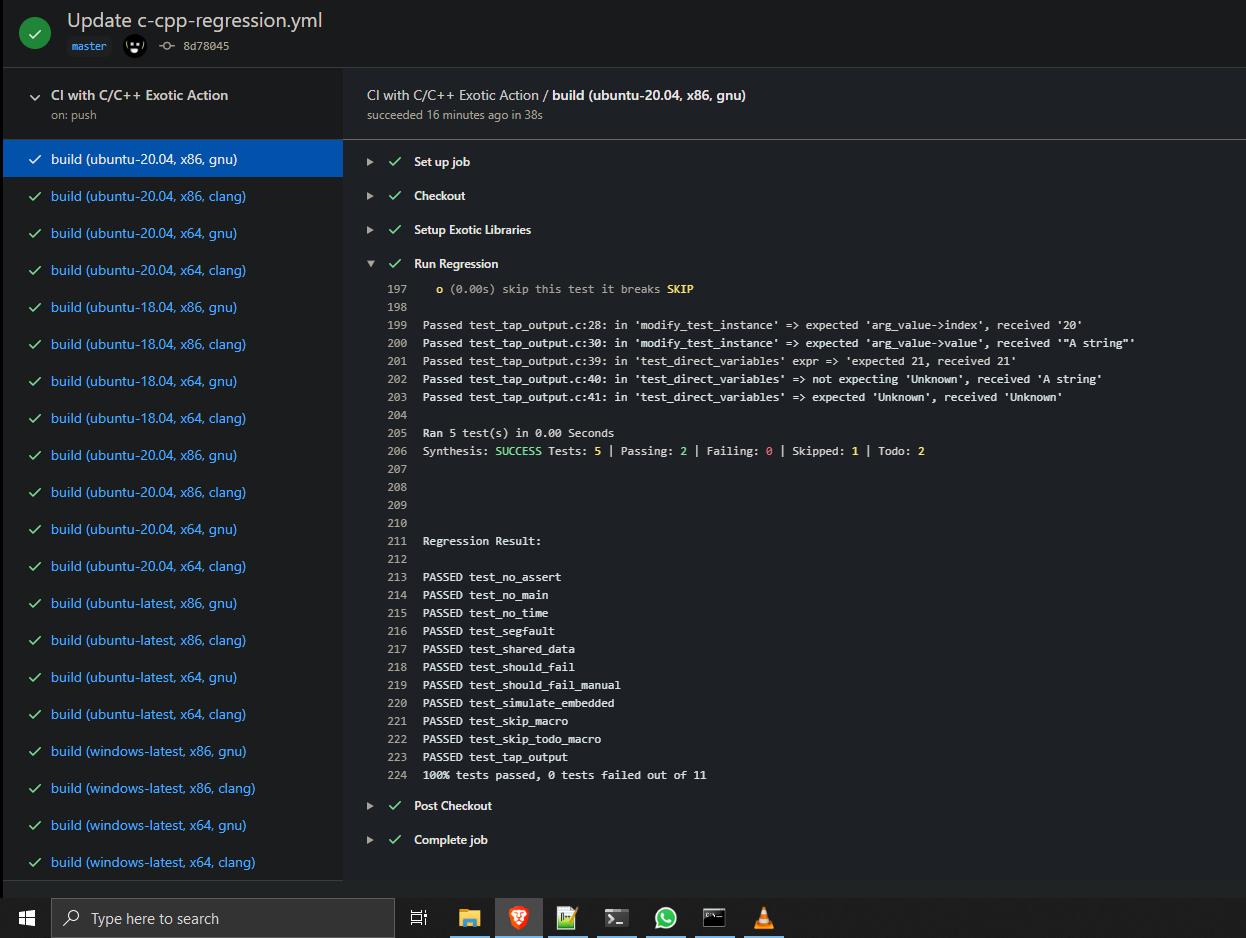 Update c-cpp-regression.yml
master 8d78045
CI with C/C++ Exotic Action
on: push
build (ubuntu-20.04, x86, gnu)
build (ubuntu-20.04, x86, clang)
build (ubuntu-20.04, x64, gnu)
build (ubuntu-20.04, x64, clang)
build (ubuntu-18.04, x86, gnu)
build (ubuntu-18.04, x86, clang)
build (ubuntu-18.04, x64, gnu)
build (ubuntu-18.04, x64, clang)
build (ubuntu-20.04, x86, gnu)
build (ubuntu-20.04, x86, clang)
build (ubuntu-20.04, x64, gnu)
build (ubuntu-20.04, x64, clang)
build (ubuntu-latest, x86, gnu)
build (ubuntu-latest, x86, clang)
build (ubuntu-latest, x64, gnu)
build (ubuntu-latest, x64, clang)
build (windows-latest, x86, gnu)
build (windows-latest, x86, clang)
build (windows-latest, x64, gnu)
build (windows-latest, x64, clang)
CI with C/C++ Exotic Action / build (ubuntu-20.04, x86, gnu)
succeeded 16 minutes ago in 38s
Set up job
Checkout
Setup Exotic Libraries
Run Regression
197 o (0.00s) skip this test it breaks SKIP
198
199 Passed test_tap_output.c:28: in 'modify_test_instance' => expected 'arg_value->index', received '20'
200 Passed test_tap_output.c:30: in 'modify_test_instance' => expected 'arg_value->value', received '"A string"'
201 Passed test_tap_output.c:39: in 'test_direct_variables' expr => 'expected 21, received 21'
202 Passed test_tap_output.c:40: in 'test_direct_variables' => not expecting 'Unknown', received 'A string'
203 Passed test_tap_output.c:41: in 'test_direct_variables' => expected 'Unknown', received 'Unknown'
204
205 Ran 5 test(s) in 0.00 Seconds
206 Synthesis: SUCCESS Tests: 5 | Passing: 2 | Failing: 0 | Skipped: 1 | Todo: 2
207
208
209
210
211 Regression Result:
212
213 PASSED test_no_assert
214 PASSED test_no_main
215 PASSED test_no_time
216 PASSED test_segfault
217 PASSED test_shared_data
218 PASSED test_should_fail
219 PASSED test_should_fail_manual
220 PASSED test_simulate_embedded
221 PASSED test_skip_macro
222 PASSED test_skip_todo_macro
223 PASSED test_tap_output
224 100% tests passed, 0 tests failed out of 11
Post Checkout
Complete job
Type here to search